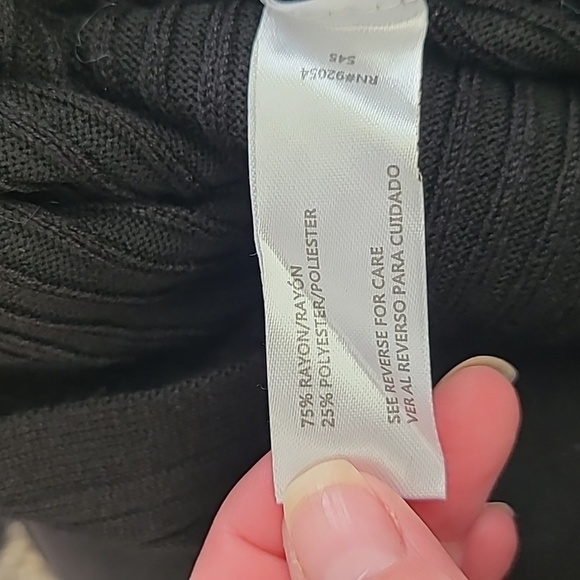 RN#92054
545
75% RAYON/RAYÓN
25% POLYESTER/POLIESTER
SEE REVERSE FOR CARE
VER AL REVERSO PARA CUIDADO